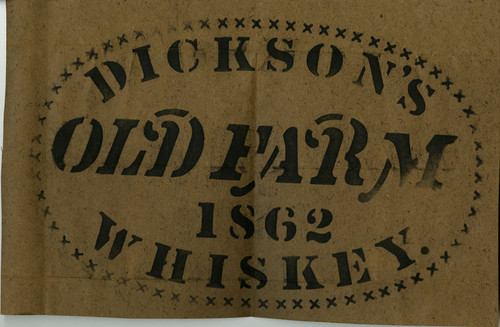 DICKSON'S
OLD FARM
1862
WHISKEY.